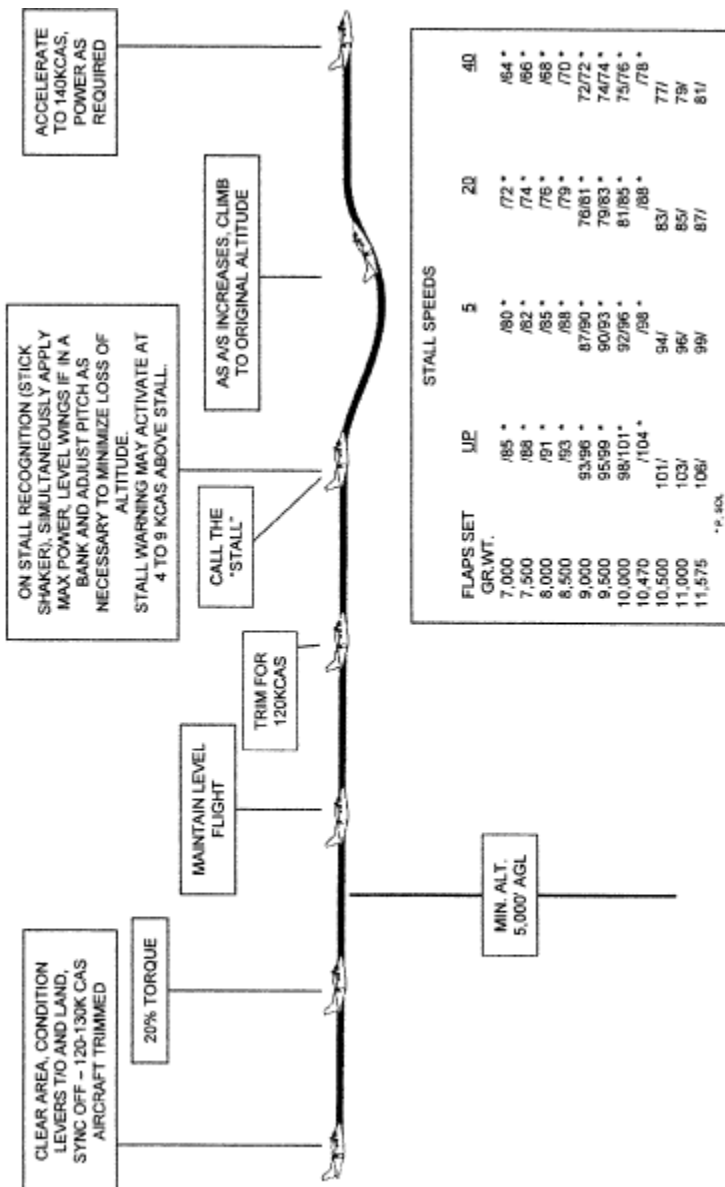 CLEAR AREA, CONDITION
LEVERS T/O AND LAND,
SYNC OFF – 120-130K CAS
AIRCRAFT TRIMMED
20% TORQUE
MAINTAIN LEVEL
FLIGHT
TRIM FOR
120KCAS
CALL THE
"STALL"
ON STALL RECOGNITION (STICK
SHAKER), SIMULTANEOUSLY APPLY
MAX POWER, LEVEL WINGS IF IN A
BANK AND ADJUST PITCH AS
NECESSARY TO MINIMIZE LOSS OF
ALTITUDE.
STALL WARNING MAY ACTIVATE AT
4 TO 9 KCAS ABOVE STALL.
AS A/S INCREASES, CLIMB
TO ORIGINAL ALTITUDE
ACCELERATE
TO 140KCAS,
POWER AS
REQUIRED
MIN. ALT.
5,000' AGL
STALL SPEEDS
FLAPS SET UP 5 20 40
GR.WT.
7,000 /85 * /80 * /72 * /64 *
7,500 /88 * /82 * /74 * /66 *
8,000 /91 * /85 * /76 * /68 *
8,500 /93 * /88 * /79 * /70 *
9,000 93/96 * 87/90 * 76/81 * 72/72 *
9,500 95/99 * 90/93 * 79/83 * 74/74 *
10,000 98/101* 92/96 * 81/85 * 75/76 *
10,470 /104 * /98 * /88 * /78 *
10,500 101/ 94/ 83/ 77/
11,000 103/ 96/ 85/ 79/
11,575 106/ 99/ 87/ 81/